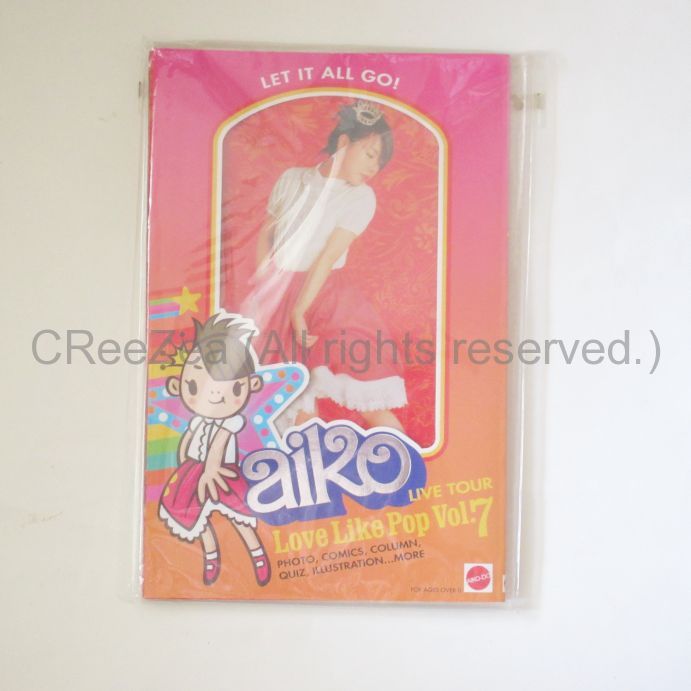 LET IT ALL GO!
CReeZea (All rights reserved.)
aiko
LIVE TOUR
Love Like Pop Vol.7
PHOTO, COMICS, COLUMN,
QUIZ, ILLUSTRATION...MORE
FOR AGES OVER 0
AIKO-DO